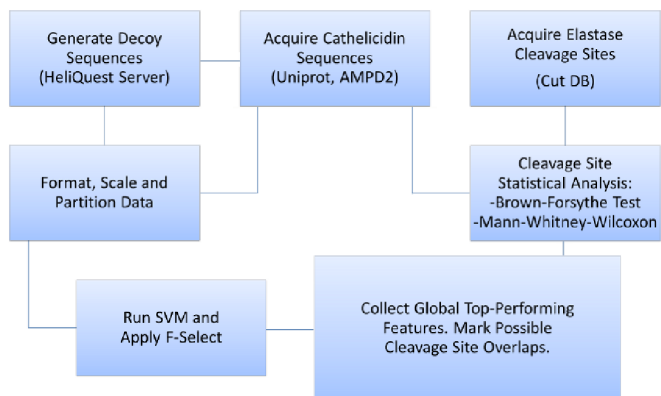 Generate Decoy
Sequences
(HeliQuest Server)
Acquire Cathelicidin
Sequences
(Uniprot, AMPD2)
Acquire Elastase
Cleavage Sites
(Cut DB)
Format, Scale and
Partition Data
Cleavage Site
Statistical Analysis:
-Brown-Forsythe Test
-Mann-Whitney-Wilcoxon
Run SVM and
Apply F-Select
Collect Global Top-Performing
Features. Mark Possible
Cleavage Site Overlaps.